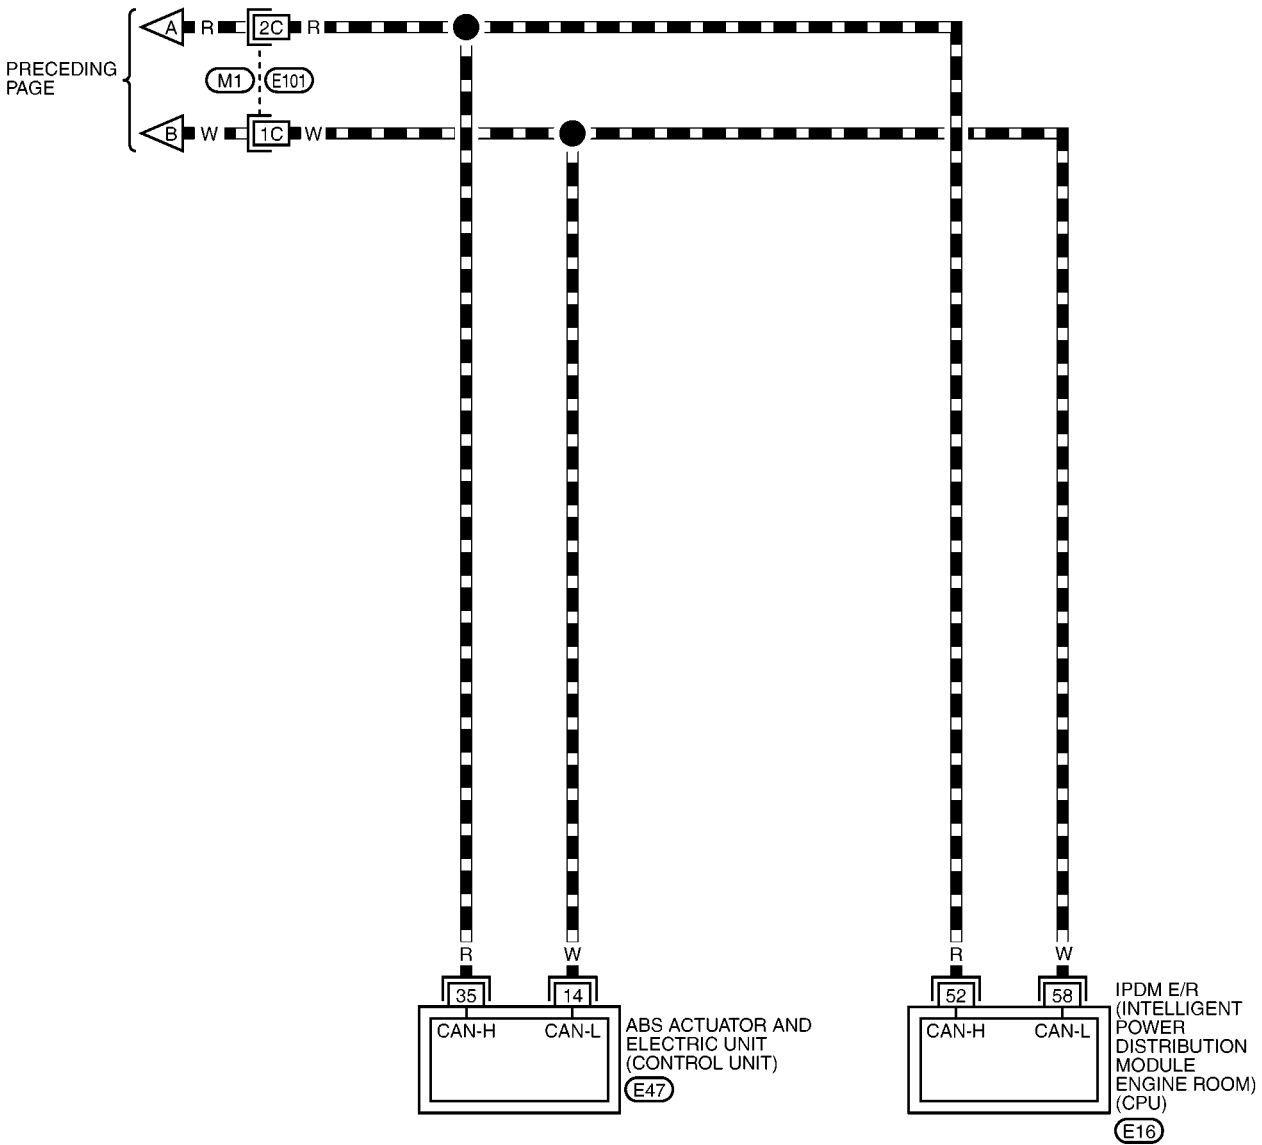 A R 2C R
PRECEDING
PAGE
M1 E101
B W 1C W
R W R W
35 14 52 58
CAN-H CAN-L
ABS ACTUATOR AND
ELECTRIC UNIT
(CONTROL UNIT)
E47
CAN-H CAN-L
IPDM E/R
(INTELLIGENT
POWER
DISTRIBUTION
MODULE
ENGINE ROOM)
(CPU)
E16